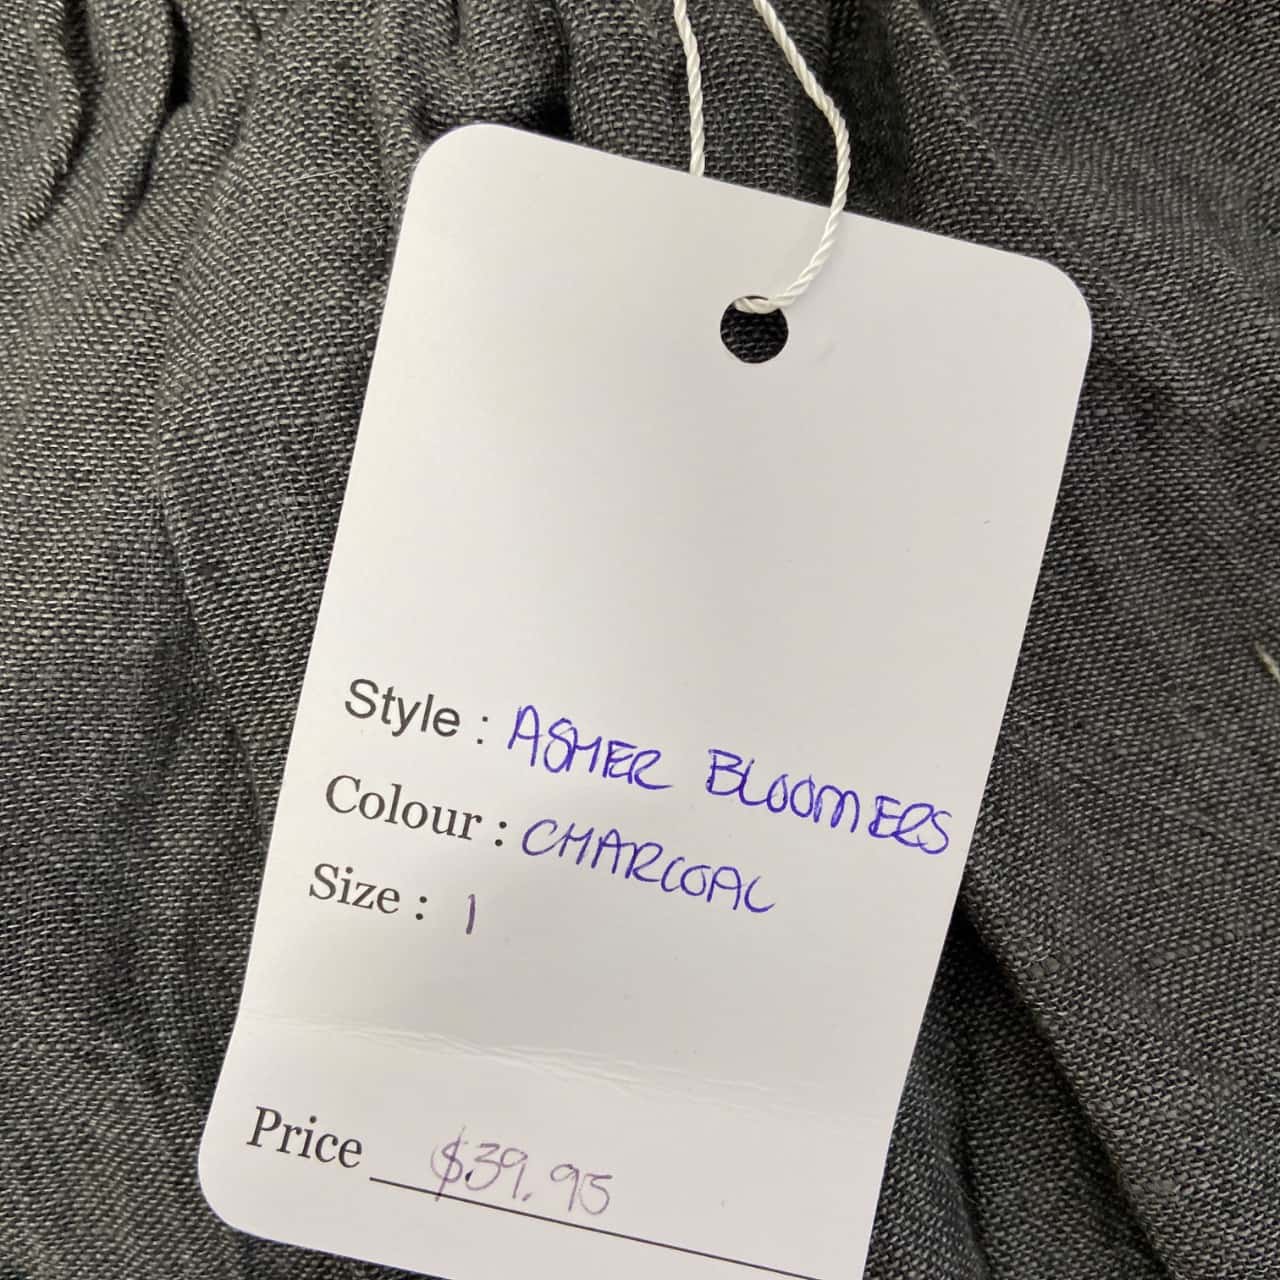 Style : ASHER BLOOMERS
Colour : CHARCOAL
Size : 1
Price $39.95